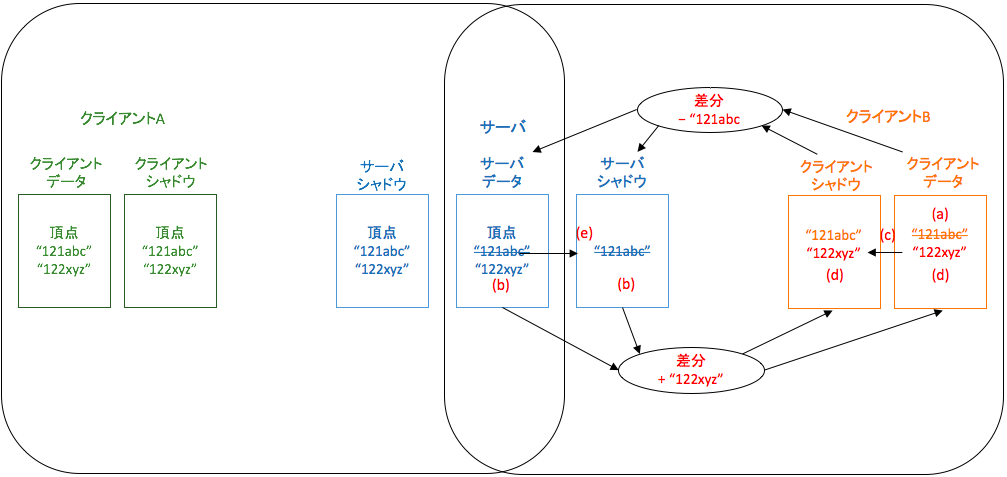 差分
− “121abc
クライアントA
クライアントB
サーバ
クライアント
データ
クライアント
シャドウ
サーバ
シャドウ
サーバ
データ
サーバ
シャドウ
クライアント
シャドウ
クライアント
データ
頂点
“121abc”
“122xyz”
頂点
“121abc”
“122xyz”
頂点
“121abc”
“122xyz”
頂点
“121abc”
“122xyz”
(b)
(e)
“121abc”
(b)
“121abc”
“122xyz”
(d)
(c)
(a)
“121abc”
“122xyz”
(d)
差分
+ “122xyz”